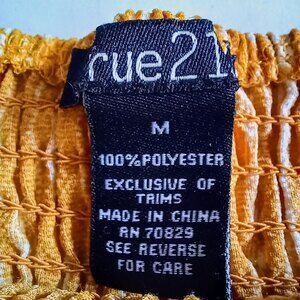 rue21
M
100% POLYESTER
EXCLUSIVE OF
TRIMS
MADE IN CHINA
RN 70829
SEE REVERSE
FOR CARE